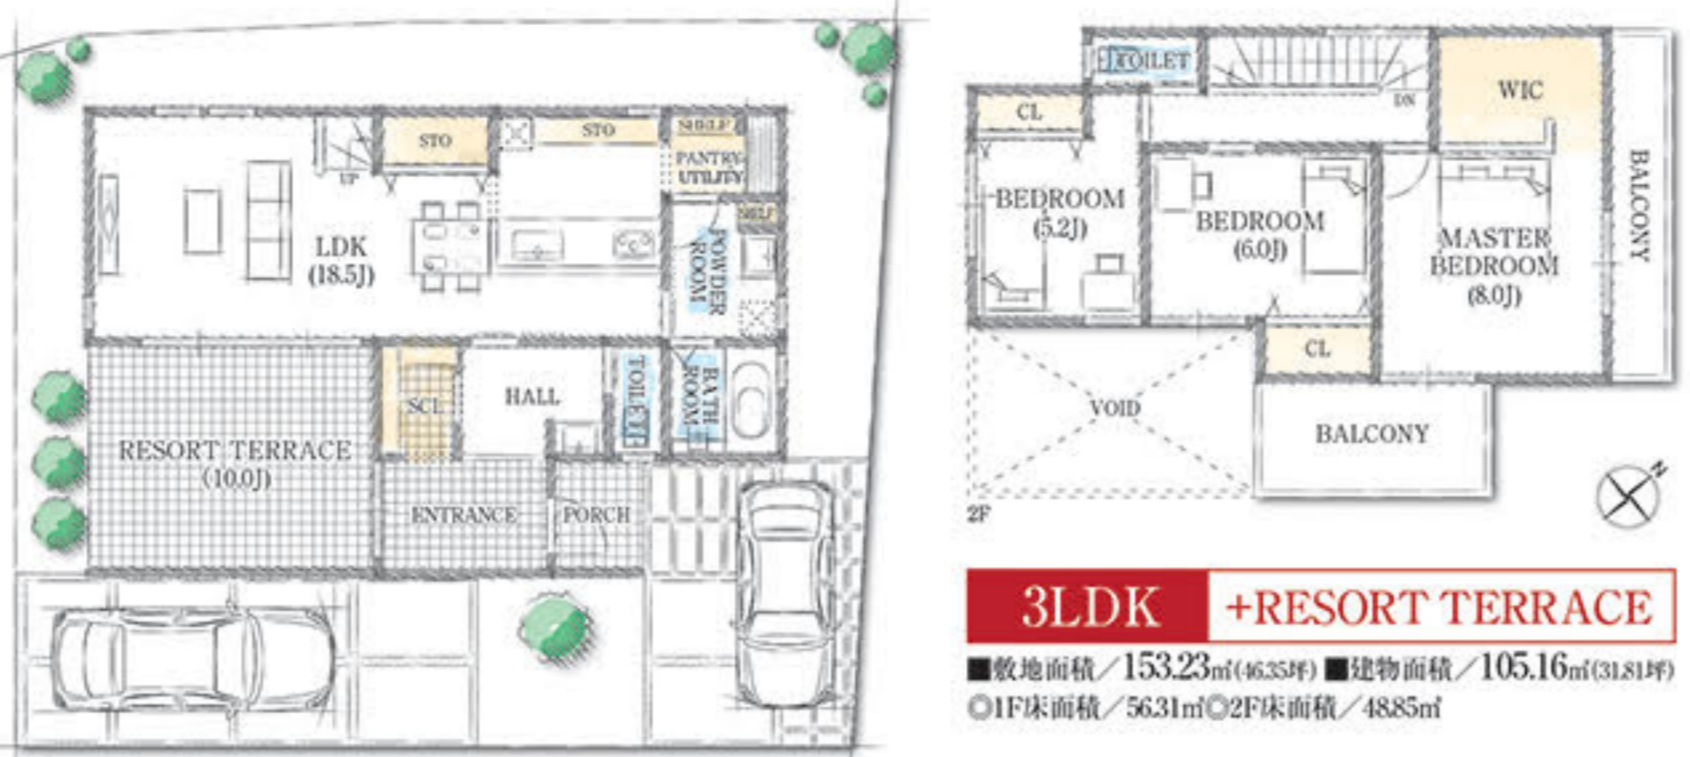 STO
STO
SHELF
PANTRY
UTILITY
UP
SHELF
LDK
(18.5J)
POWDER
ROOM
SCL
HALL
TOILET
BATH
ROOM
RESORT TERRACE
(10.0J)
ENTRANCE
PORCH
TOILET
CL
DN
WIC
BALCONY
BEDROOM
(5.2J)
BEDROOM
(6.0J)
MASTER
BEDROOM
(8.0J)
CL
VOID
BALCONY
N
2F
3LDK +RESORT TERRACE
■敷地面積／153.23㎡(46.35坪) ■建物面積／105.16㎡(31.81坪)
◎1F床面積／56.31㎡◎2F床面積／48.85㎡